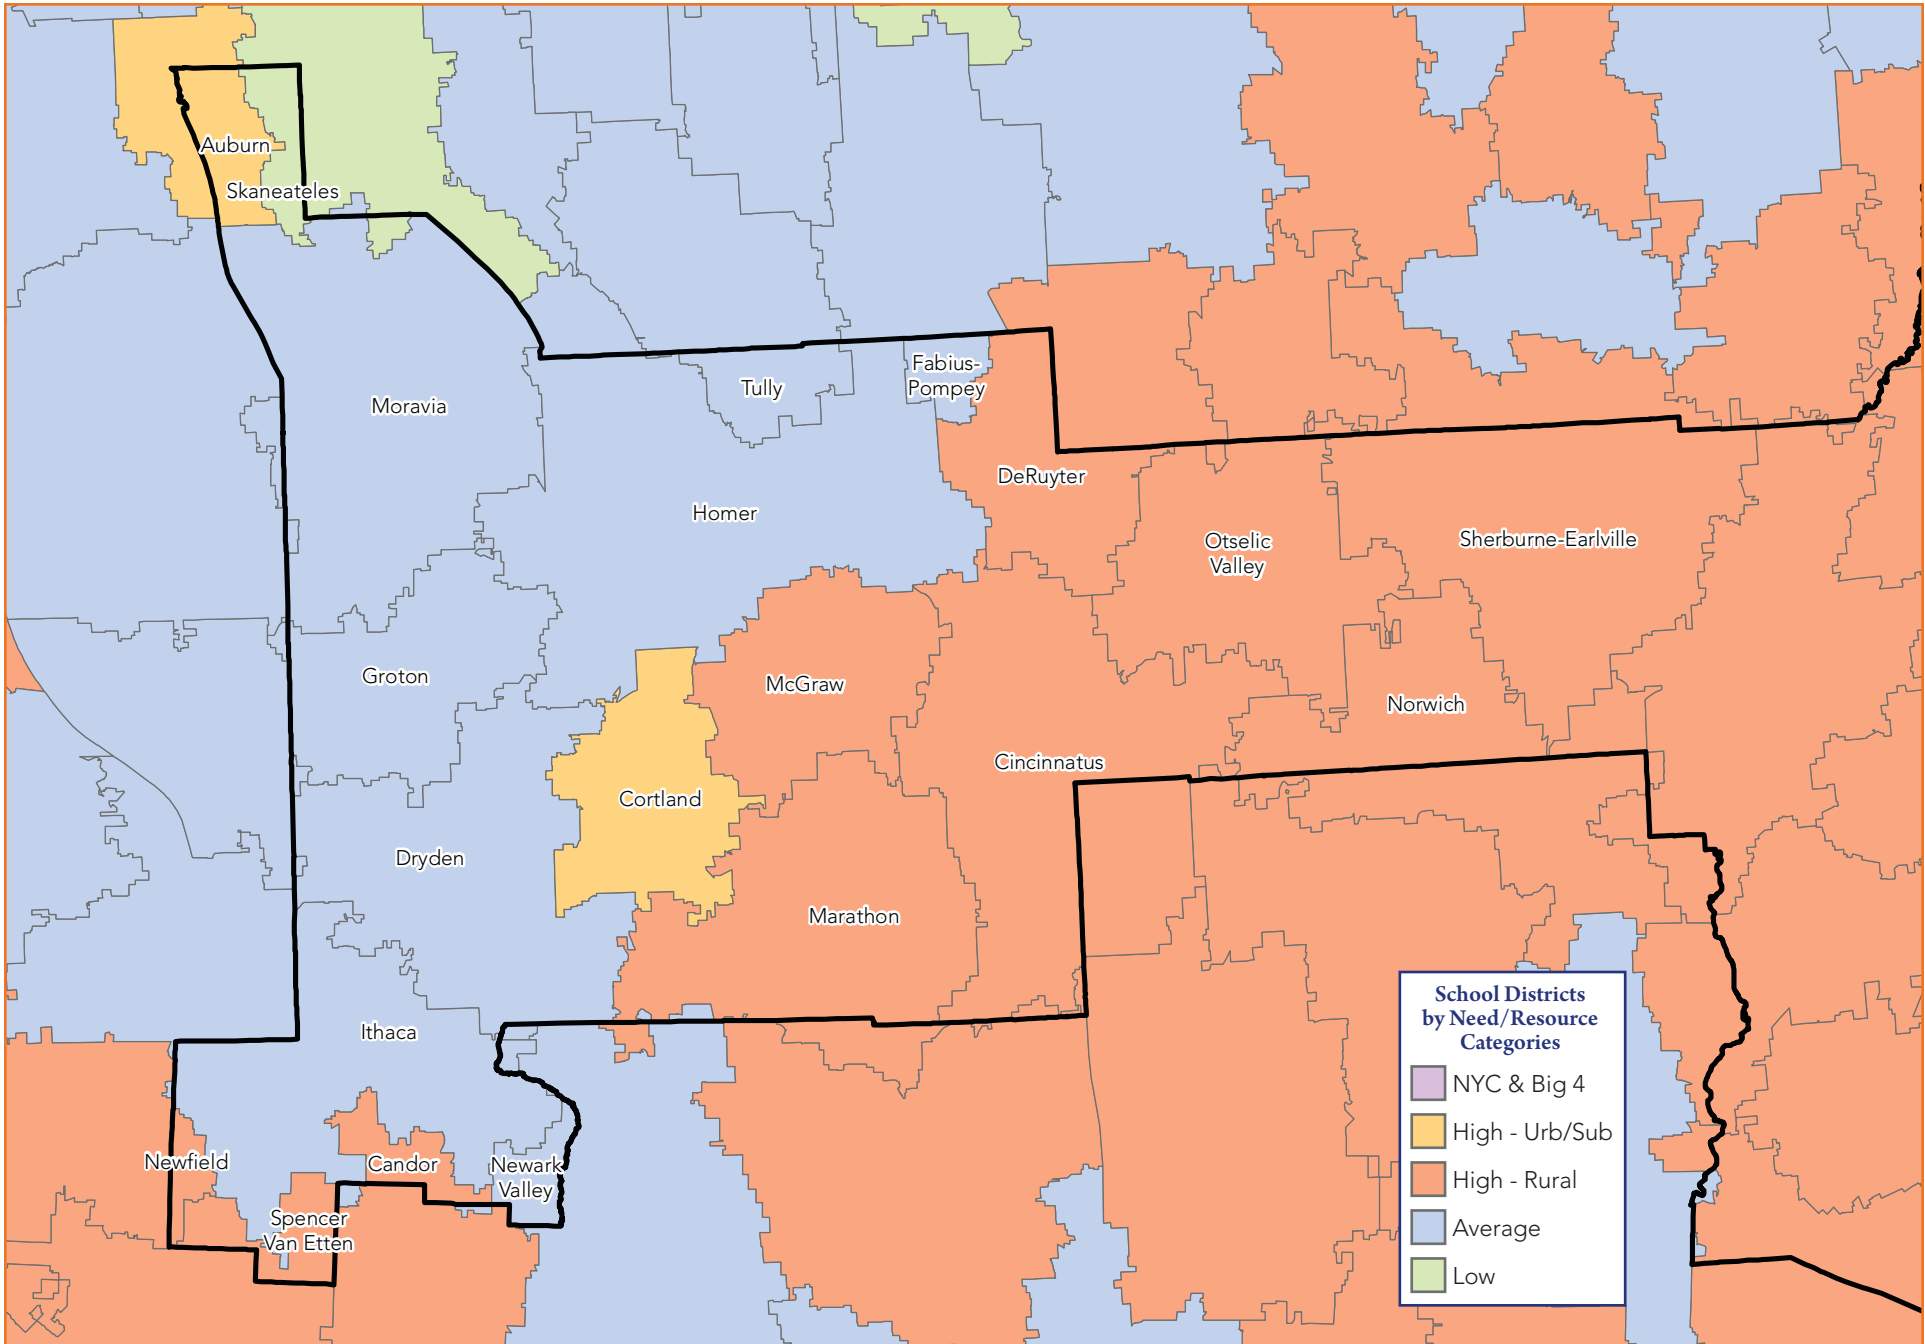 Auburn
Skaneateles
Fabius-
Pompey
Tully
Moravia
DeRuyter
Homer
Otselic
Valley
Sherburne-Earlville
Groton
McGraw
Norwich
Cincinnatus
Cortland
Dryden
Marathon
Ithaca
Newfield
Candor
Newark
Valley
Spencer
Van Etten
School Districts
by Need/Resource
Categories
NYC & Big 4
High - Urb/Sub
High - Rural
Average
Low